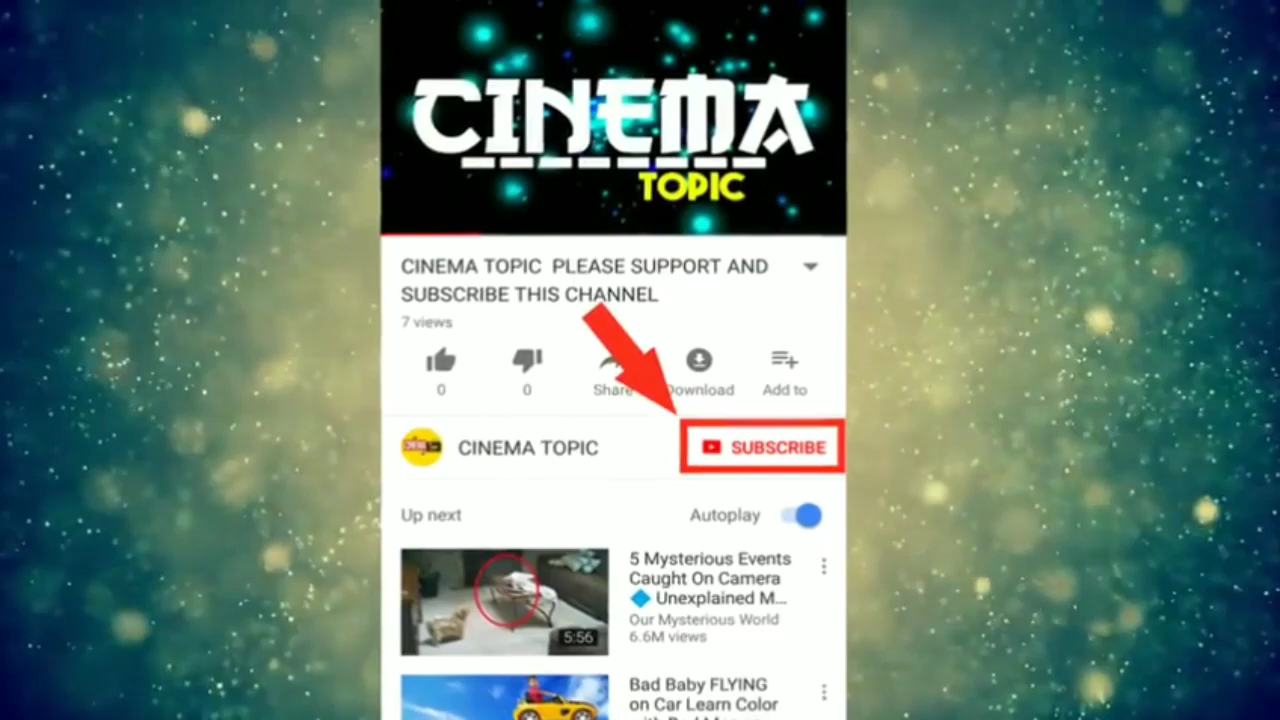 CINEMA
TOPIC
CINEMA TOPIC PLEASE SUPPORT AND
SUBSCRIBE THIS CHANNEL
7 views
0
0
Share
Download
Add to
CINEMA TOPIC
SUBSCRIBE
Up next
Autoplay
5 Mysterious Events
Caught On Camera
🔷 Unexplained M...
Our Mysterious World
6.6M views
5:56
Bad Baby FLYING
on Car Learn Color